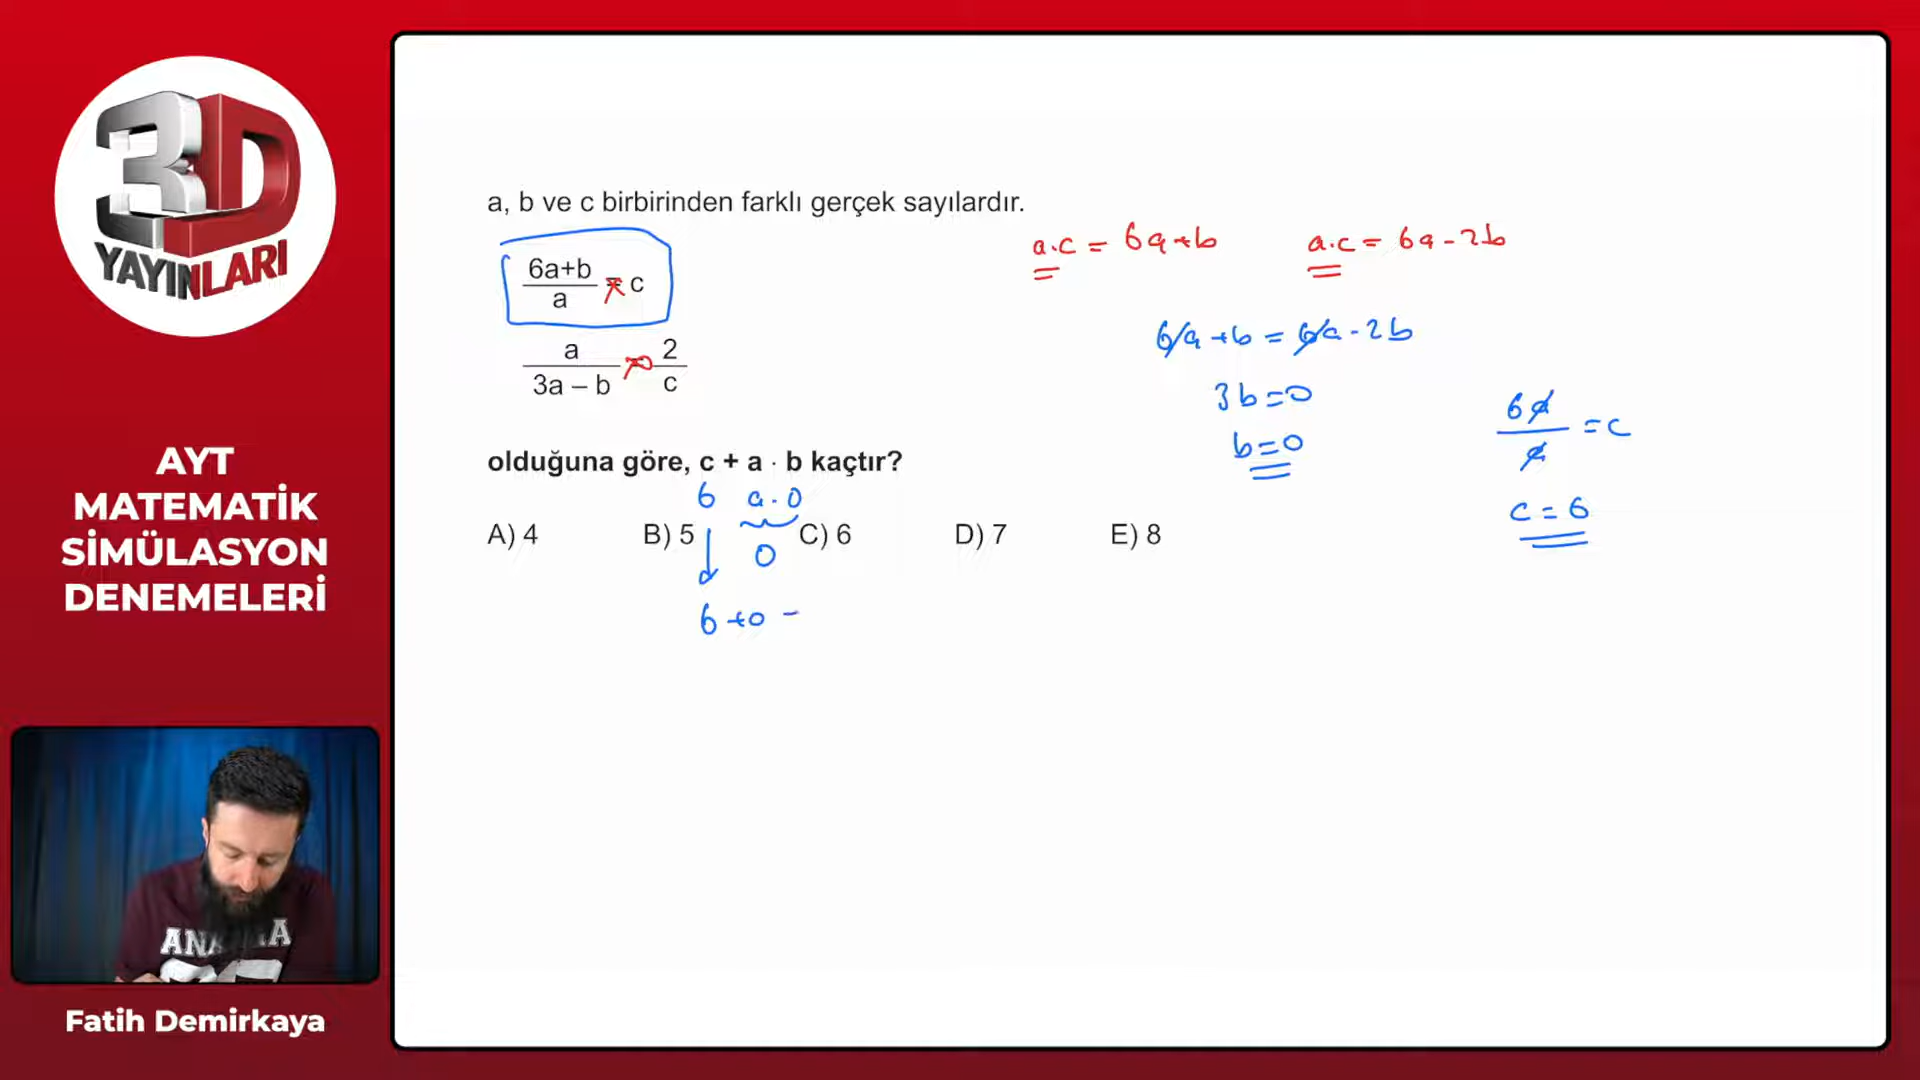 3D
YAYINLARI
AYT
MATEMATİK
SİMÜLASYON
DENEMELERİ
Fatih Demirkaya
a, b ve c birbirinden farklı gerçek sayılardır.
6a+b
a
= c
a
3a – b
2
c
olduğuna göre, c + a · b kaçtır?
6 a · 0
A) 4 B) 5 C) 6 D) 7 E) 8
0
6 + 0 -
a.c = 6a+b a.c = 6a-2b
6a+b = 6a-2b
3b=0
b=0
6a
a
= c
c = 6